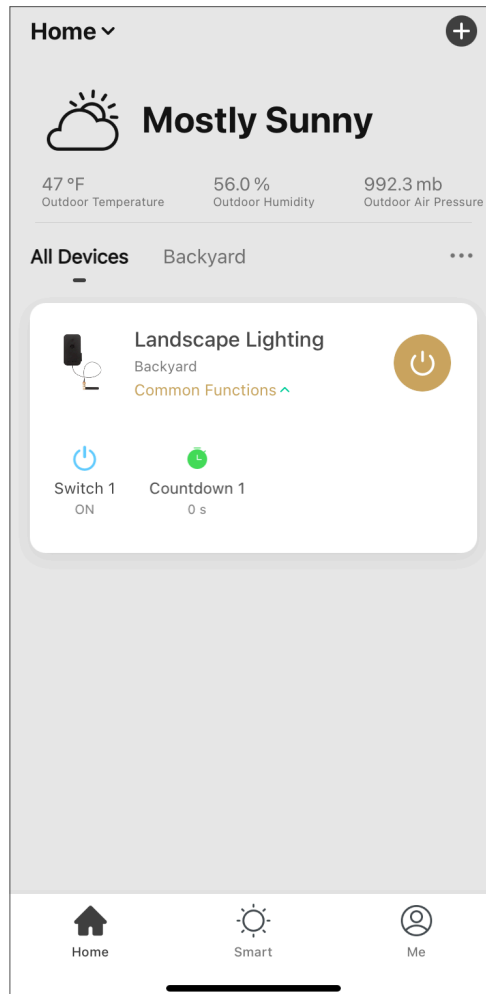 Home
Mostly Sunny
47 °F 56.0 % 992.3 mb
Outdoor Temperature Outdoor Humidity Outdoor Air Pressure
All Devices Backyard
Landscape Lighting
Backyard
Common Functions
Switch 1 Countdown 1
ON 0 s
Home Smart Me